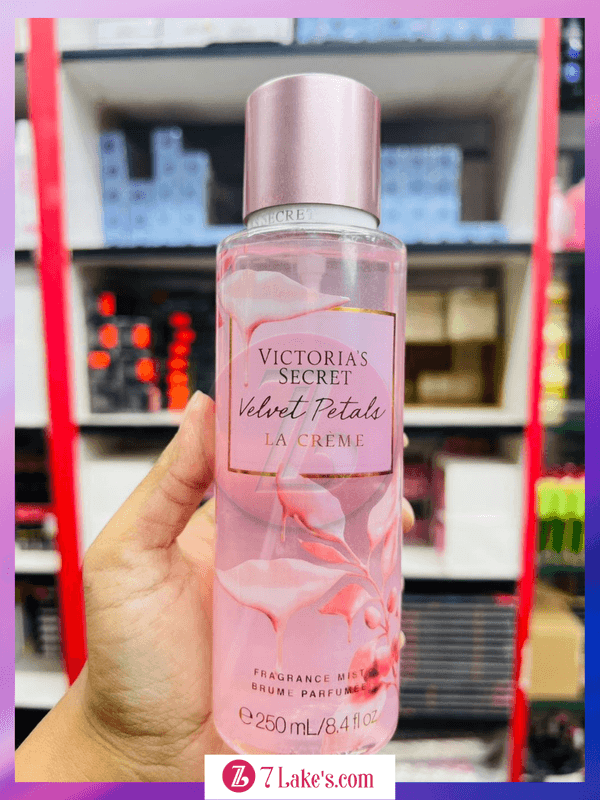 SECRET
VICTORIA'S
SECRET
Velvet Petals
LA CRÈME
FRAGRANCE MIST
BRUME PARFUMÉE
℮ 250 mL/8.4 fl oz
7 Lake's.com